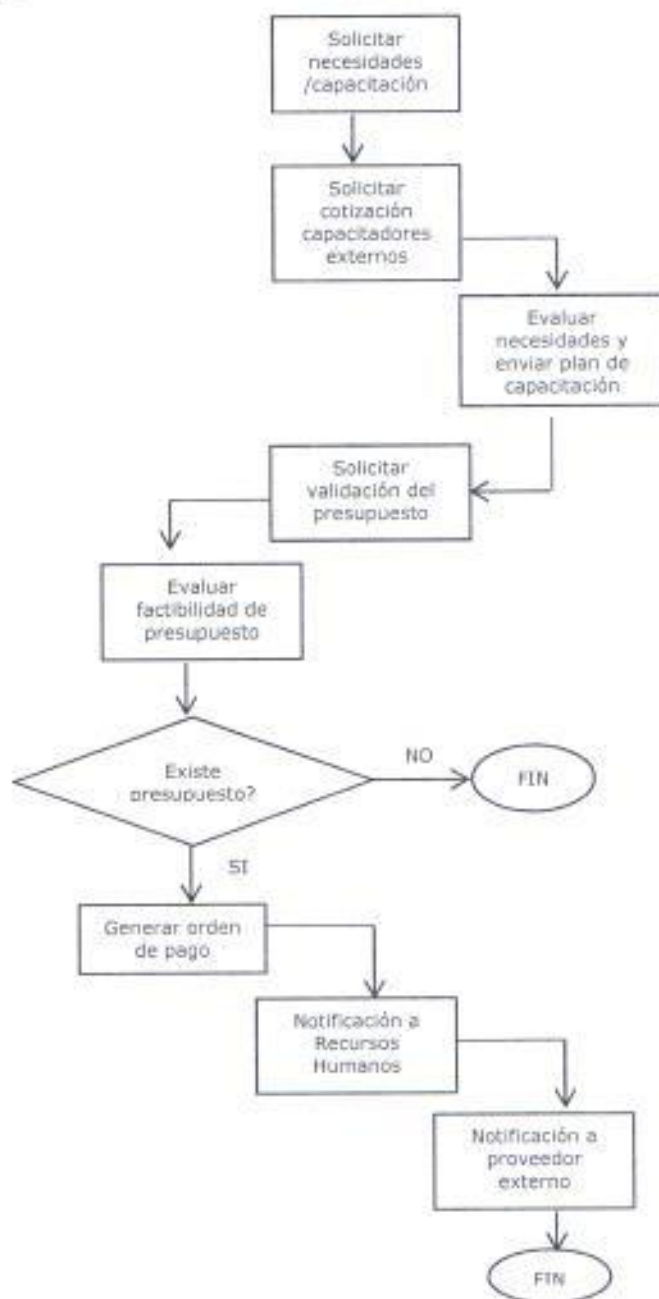 Solicitar
necesidades
/capacitación
Solicitar
cotización
capacitadores
externos
Evaluar
necesidades y
enviar plan de
capacitación
Solicitar
validación del
presupuesto
Evaluar
factibilidad de
presupuesto
Existe
presupuesto?
NO
FIN
SI
Generar orden
de pago
Notificación a
Recursos
Humanos
Notificación a
proveedor
externo
FIN